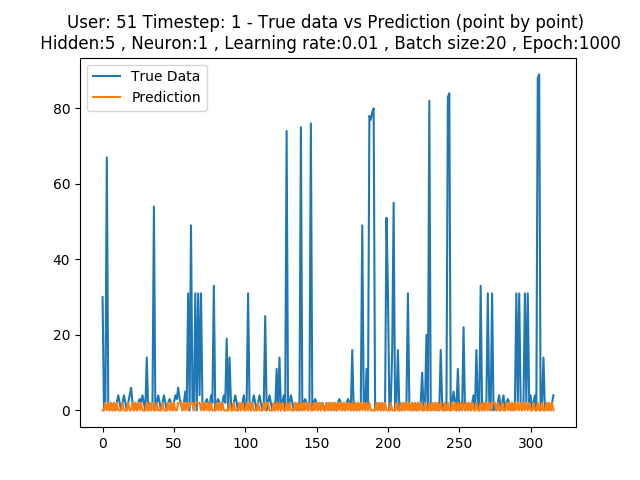 User: 51 Timestep: 1 - True data vs Prediction (point by point)
Hidden:5 , Neuron:1 , Learning rate:0.01 , Batch size:20 , Epoch:1000
True Data
Prediction
80
60
40
20
0
0 50 100 150 200 250 300